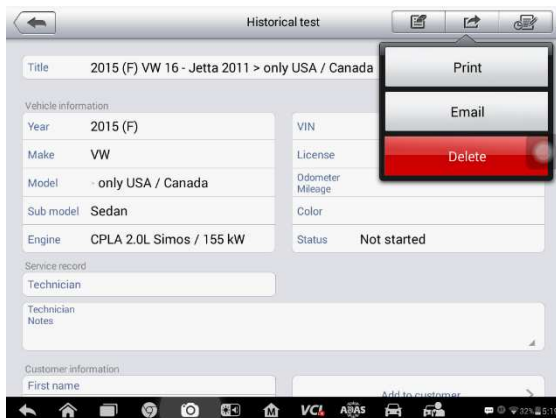 Historical test
Title 2015 (F) VW 16 - Jetta 2011 > only USA / Canada
Print
Email
Delete
Vehicle information
Year 2015 (F)
VIN
Make VW
License
Model - only USA / Canada
Odometer
Mileage
Sub model Sedan
Color
Engine CPLA 2.0L Simos / 155 kW
Status Not started
Service record
Technician
Technician
Notes
Customer information
First name
Add to customer
VCI
32%